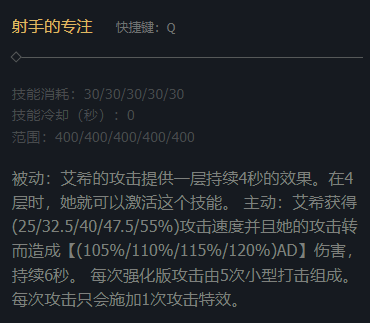 射手的专注 快捷键：Q
技能消耗：30/30/30/30/30
技能冷却（秒）：0
范围：400/400/400/400/400
被动：艾希的攻击提供一层持续4秒的效果。在4
层时，她就可以激活这个技能。 主动：艾希获得
(25/32.5/40/47.5/55%)攻击速度并且她的攻击转
而造成【(105%/110%/115%/120%)AD】伤害，
持续6秒。 每次强化版攻击由5次小型打击组成。
每次攻击只会施加1次攻击特效。